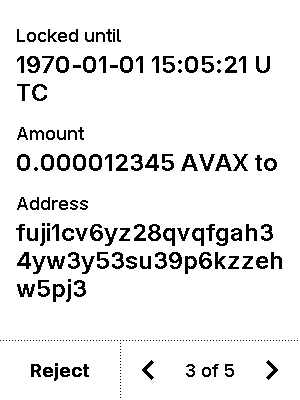 Locked until
1970-01-01 15:05:21 U
TC
Amount
0.000012345 AVAX to
Address
fuji1cv6yz28qvqfgah3
4yw3y53su39p6kzzeh
w5pj3
Reject
3 of 5